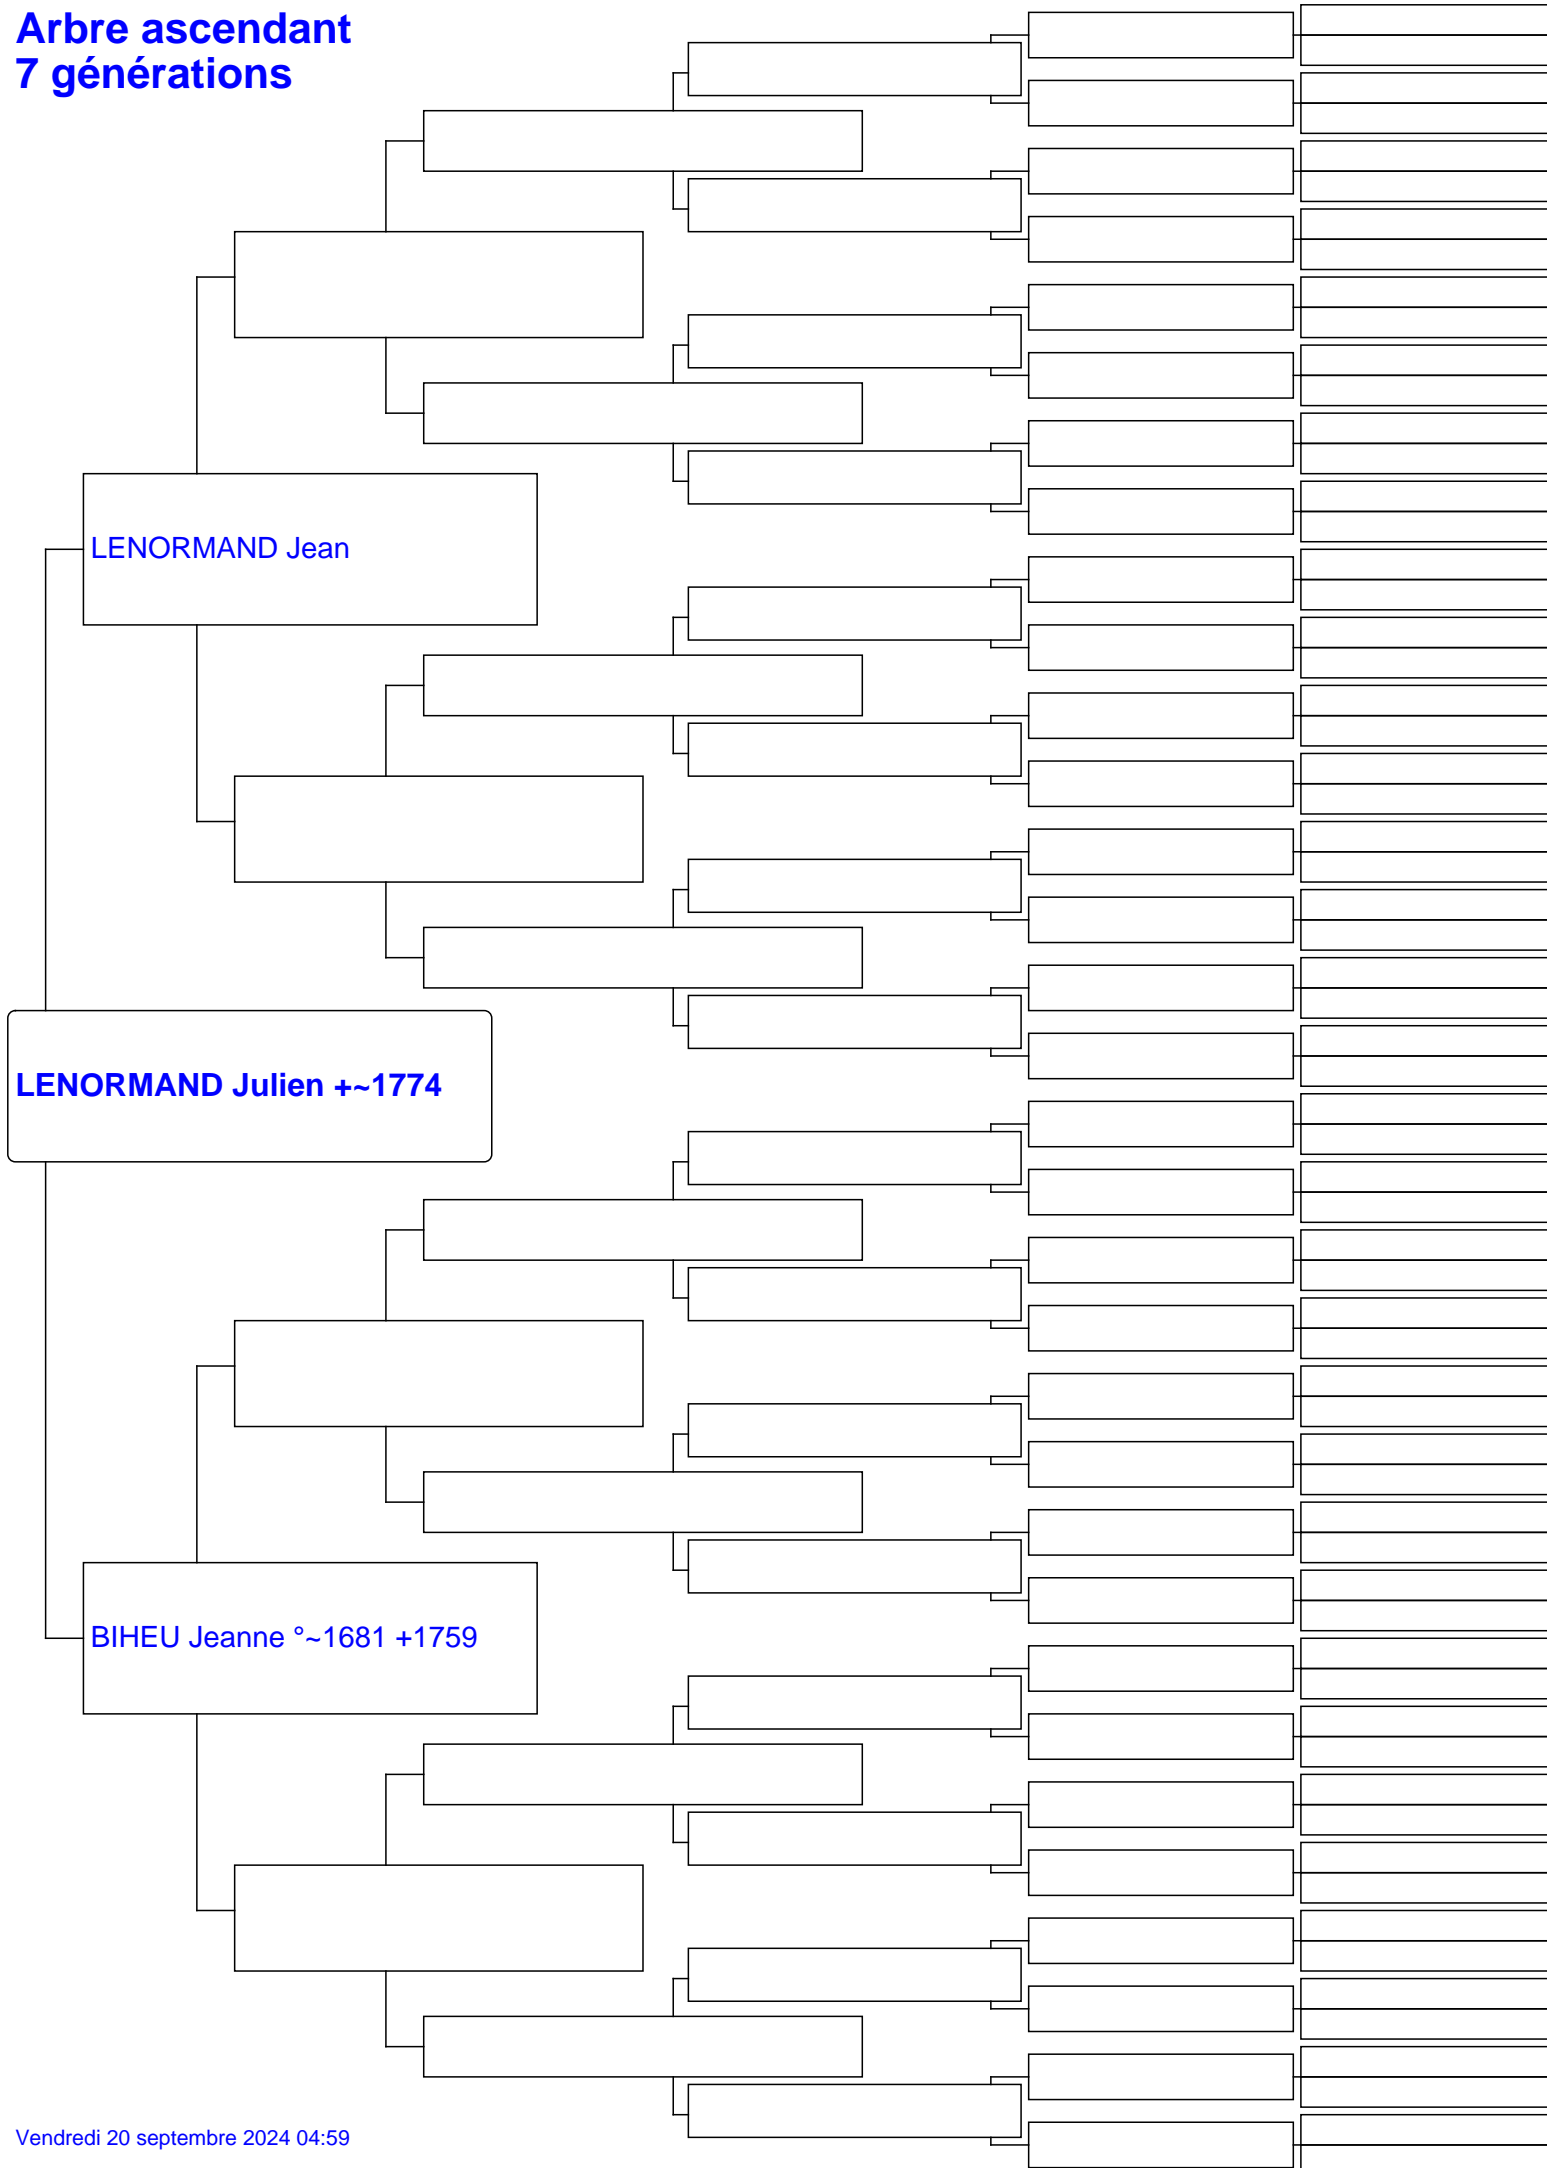 Arbre ascendant
7 générations
LENORMAND Jean
LENORMAND Julien +~1774
BIHEU Jeanne °~1681 +1759
Vendredi 20 septembre 2024 04:59